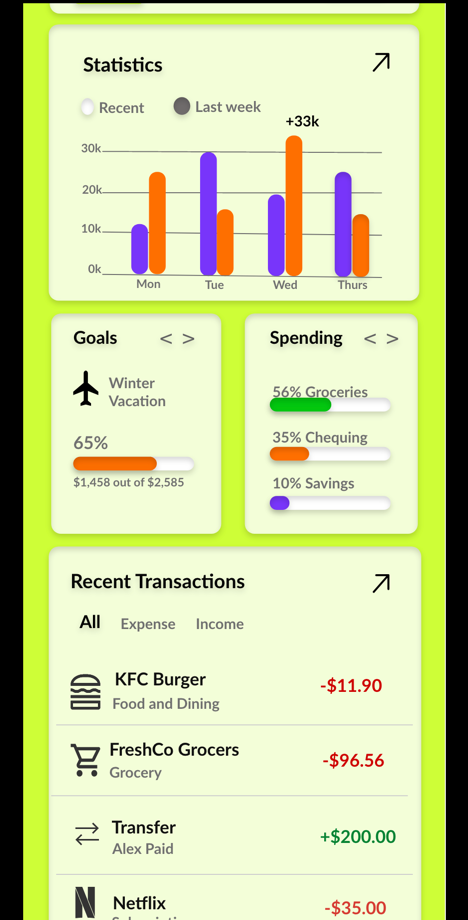 Statistics
Recent
Last week
+33k
30k
20k
10k
0k
Mon
Tue
Wed
Thurs
Goals
< >
Winter
Vacation
65%
$1,458 out of $2,585
Spending
< >
56% Groceries
35% Chequing
10% Savings
Recent Transactions
All
Expense
Income
KFC Burger
-$11.90
Food and Dining
FreshCo Grocers
-$96.56
Grocery
Transfer
+$200.00
Alex Paid
Netflix
-$35.00